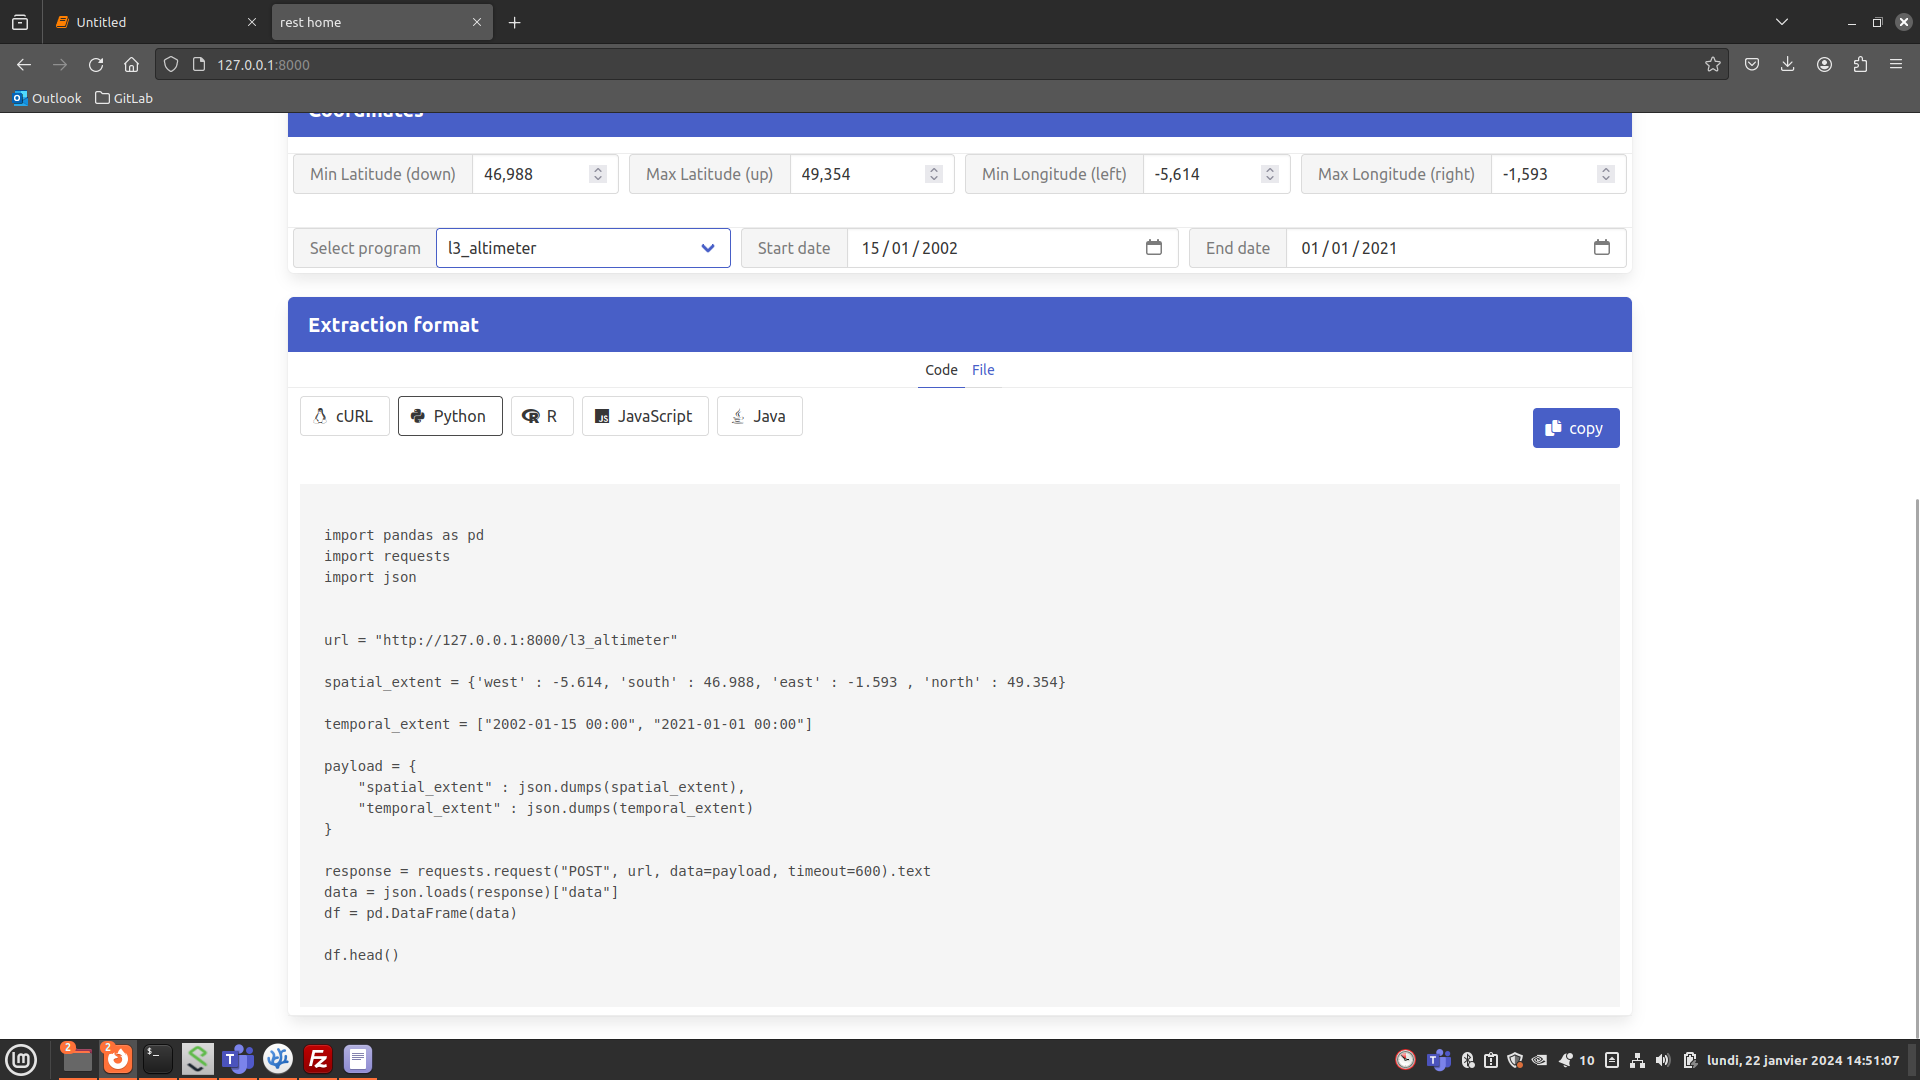 Untitled
rest home
127.0.0.1:8000
Outlook GitLab
Coordinates
Min Latitude (down) 46,988 Max Latitude (up) 49,354 Min Longitude (left) -5,614 Max Longitude (right) -1,593
Select program l3_altimeter Start date 15/01/2002 End date 01/01/2021
Extraction format
Code File
cURL Python R JavaScript Java
copy
import pandas as pd
import requests
import json
url = "http://127.0.0.1:8000/l3_altimeter"
spatial_extent = {'west' : -5.614, 'south' : 46.988, 'east' : -1.593 , 'north' : 49.354}
temporal_extent = ["2002-01-15 00:00", "2021-01-01 00:00"]
payload = {
    "spatial_extent" : json.dumps(spatial_extent),
    "temporal_extent" : json.dumps(temporal_extent)
}
response = requests.request("POST", url, data=payload, timeout=600).text
data = json.loads(response)["data"]
df = pd.DataFrame(data)
df.head()
2 2 10 lundi, 22 janvier 2024 14:51:07